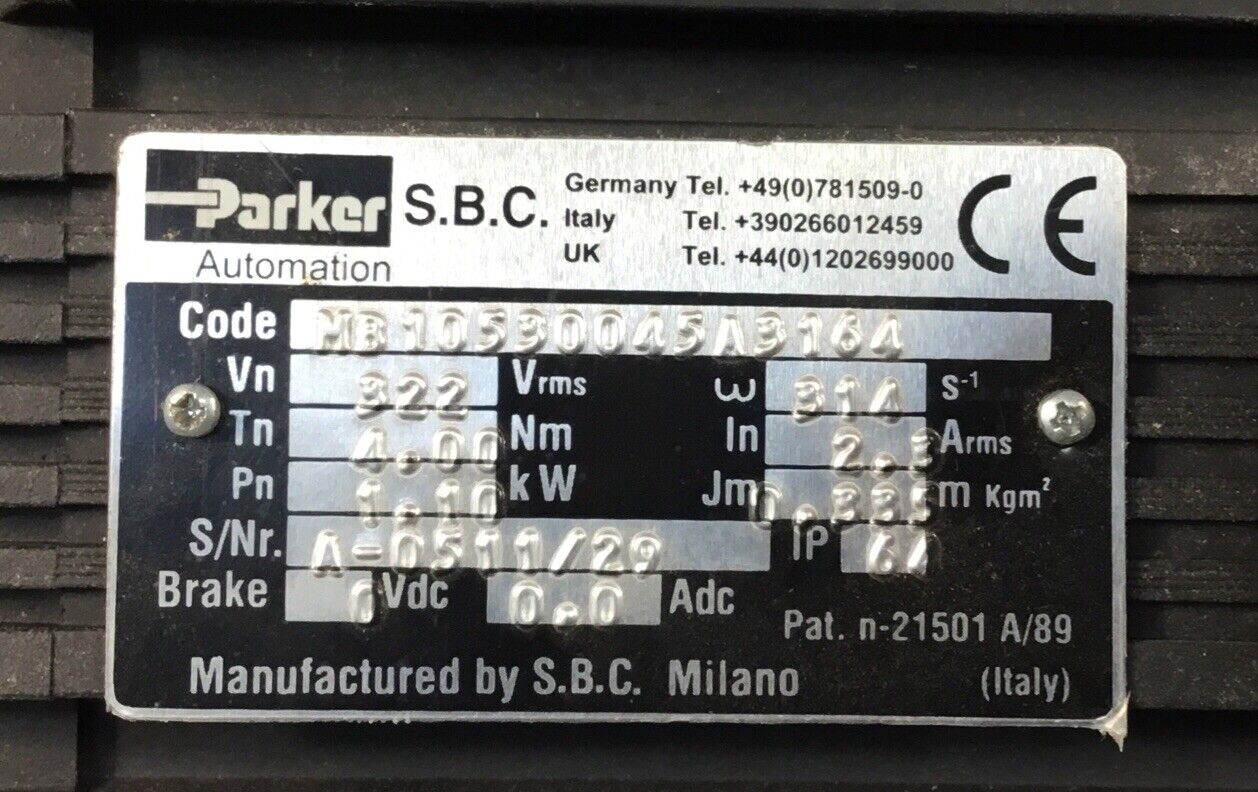 Parker S.B.C. Germany Tel. +49(0)781509-0
Italy Tel. +390266012459
UK Tel. +44(0)1202699000
CE
Automation
Code MB10530045A3164
Vn 322 Vrms ω 314 S⁻¹
Tn 4.00 Nm In 2.3 Arms
Pn 1.10 kW Jm 0.335 m Kgm²
S/Nr. A-0511/29 IP 64
Brake 0 Vdc 0.0 Adc
Pat. n-21501 A/89
Manufactured by S.B.C. Milano (Italy)